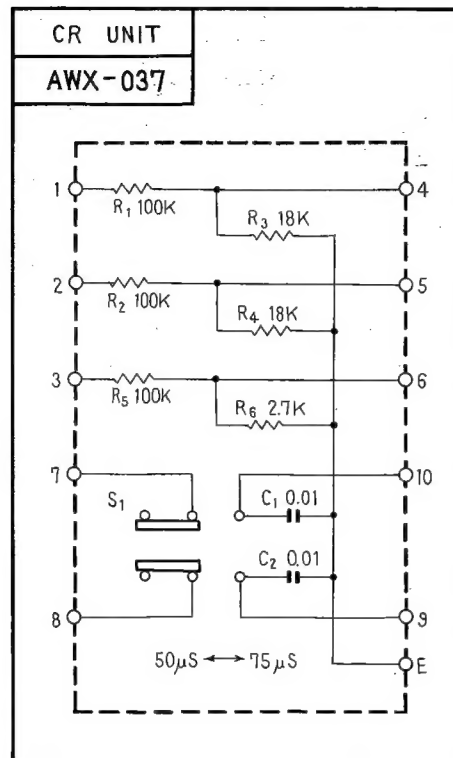 CR UNIT
AWX-037
1
R1 100K
4
R3 18K
2
R2 100K
5
R4 18K
3
R5 100K
6
R6 2.7K
7
S1
10
C1 0.01
C2 0.01
8
9
50μS ↔ 75μS
E